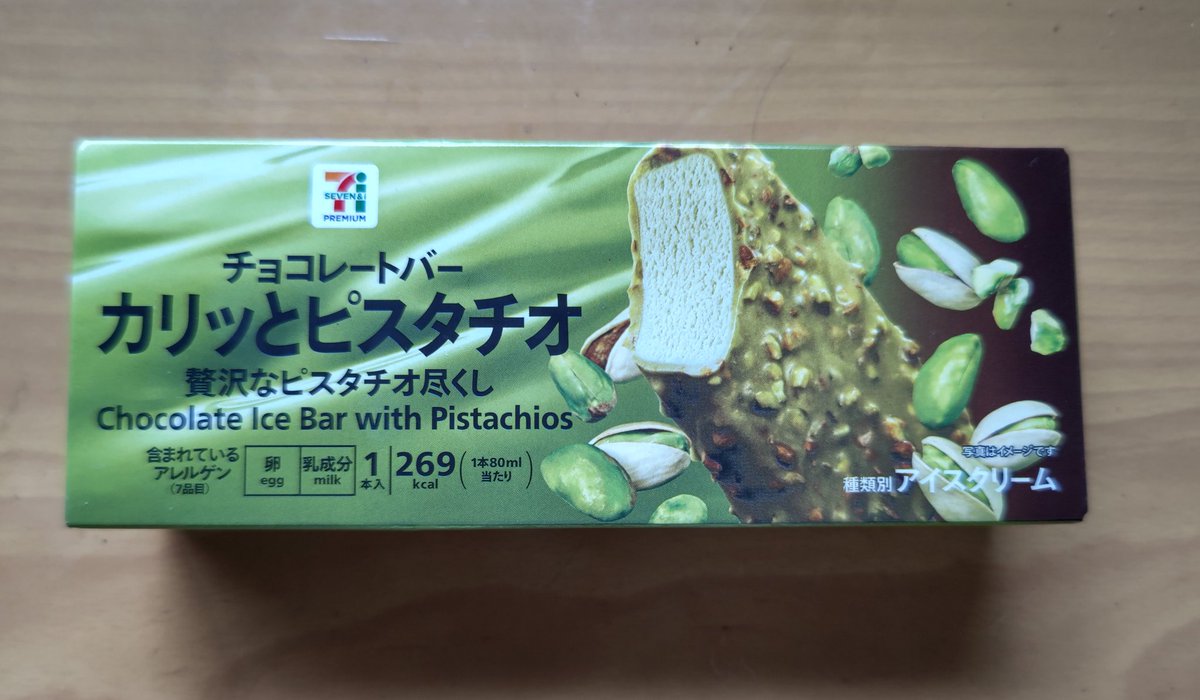 SEVEN&i
PREMIUM
チョコレートバー
カリッとピスタチオ
贅沢なピスタチオ尽くし
Chocolate Ice Bar with Pistachios
含まれている
アレルゲン
(7品目)
卵
egg
乳成分
milk
1
本入
269
kcal
(1本80ml
当たり)
写真はイメージです
種類別 アイスクリーム